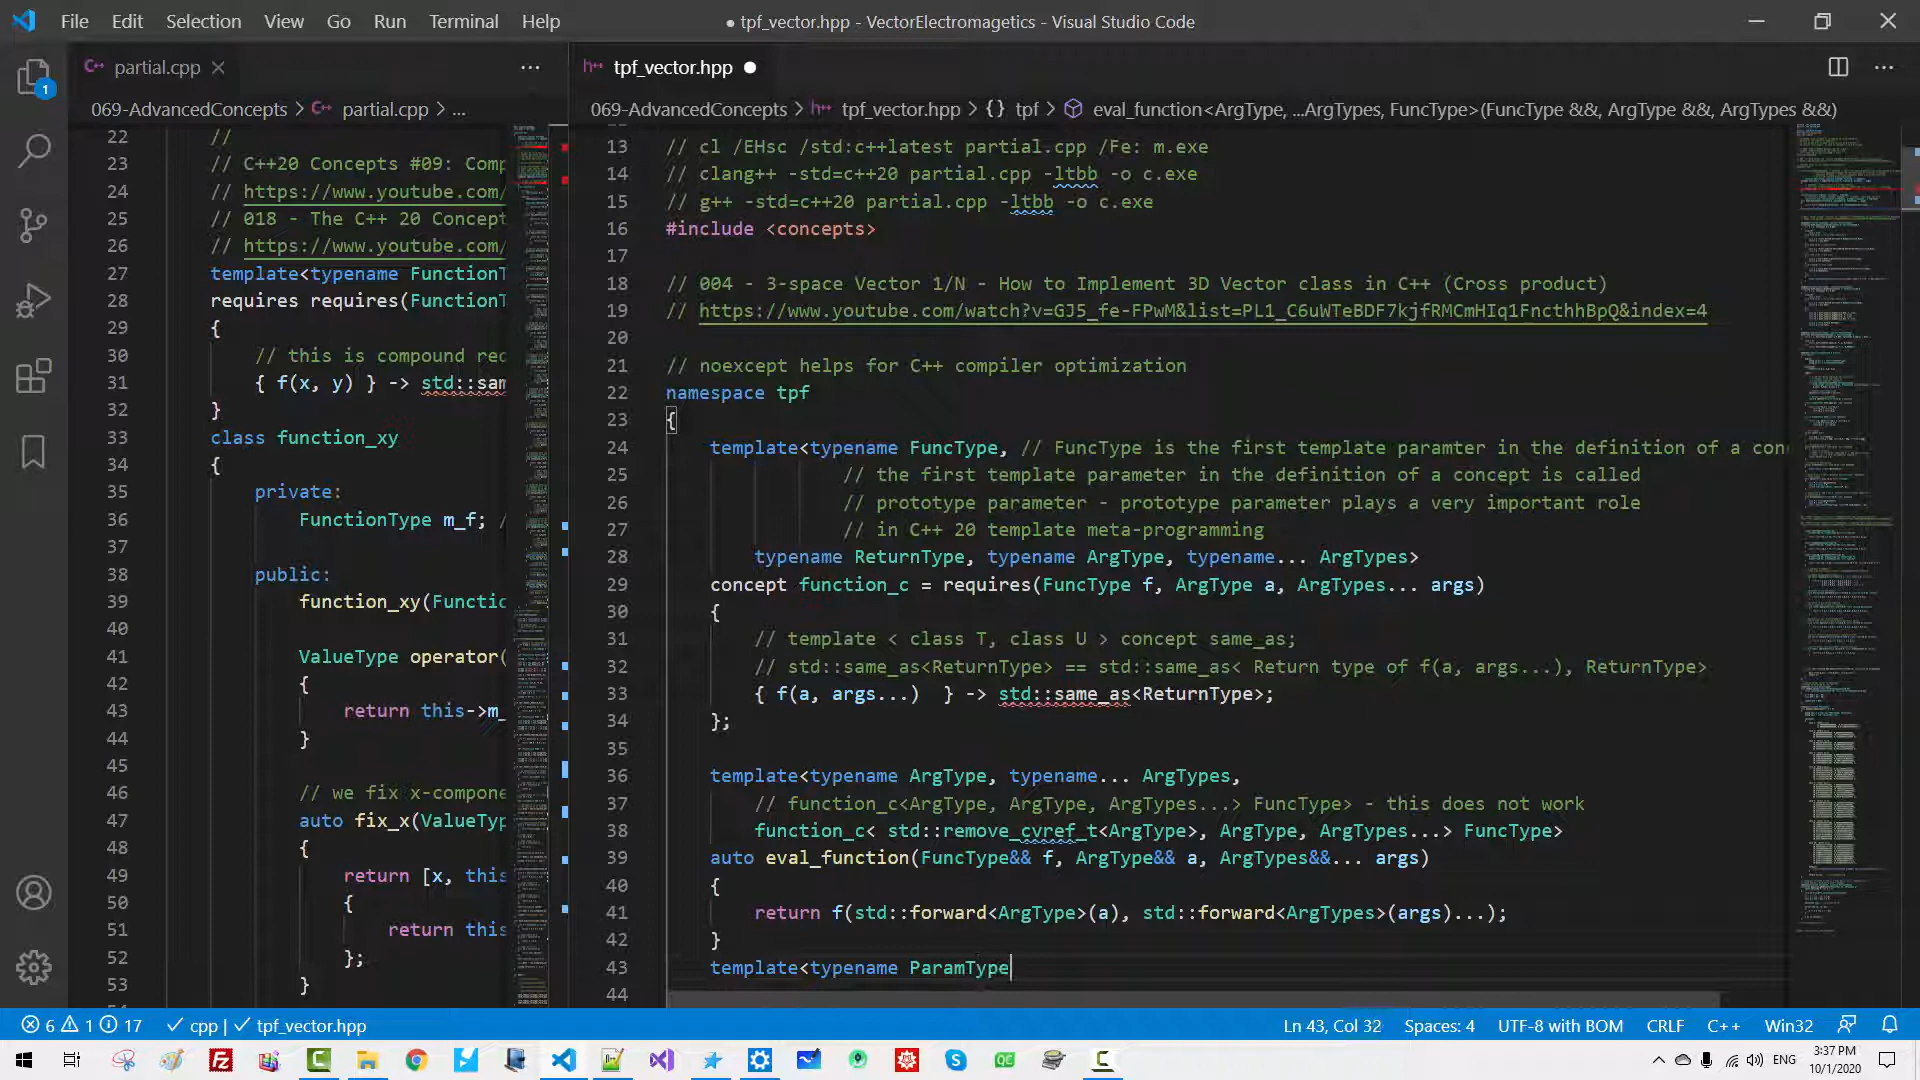 File Edit Selection View Go Run Terminal Help
● tpf_vector.hpp - VectorElectromagetics - Visual Studio Code
partial.cpp
069-AdvancedConcepts > partial.cpp > ...
22 //
23 // C++20 Concepts #09: Comp
24 // https://www.youtube.com/
25 // 018 - The C++ 20 Concept
26 // https://www.youtube.com/
27 template<typename FunctionT
28 requires requires(FunctionT
29 {
30 // this is compound req
31 { f(x, y) } -> std::sam
32 }
33 class function_xy
34 {
35 private:
36 FunctionType m_f; /
37
38 public:
39 function_xy(Functio
40
41 ValueType operator(
42 {
43 return this->m_
44 }
45
46 // we fix x-compone
47 auto fix_x(ValueTyp
48 {
49 return [x, this
50 {
51 return this
52 };
53 }
tpf_vector.hpp ●
069-AdvancedConcepts > tpf_vector.hpp > {} tpf > eval_function<ArgType, ...ArgTypes, FuncType>(FuncType &&, ArgType &&, ArgTypes &&)
13 // cl /EHsc /std:c++latest partial.cpp /Fe: m.exe
14 // clang++ -std=c++20 partial.cpp -ltbb -o c.exe
15 // g++ -std=c++20 partial.cpp -ltbb -o c.exe
16 #include <concepts>
17
18 // 004 - 3-space Vector 1/N - How to Implement 3D Vector class in C++ (Cross product)
19 // https://www.youtube.com/watch?v=GJ5_fe-FPwM&list=PL1_C6uWTeBDF7kjfRMCmHIq1FncthhBpQ&index=4
20
21 // noexcept helps for C++ compiler optimization
22 namespace tpf
23 {
24 template<typename FuncType, // FuncType is the first template paramter in the definition of a con
25 // the first template parameter in the definition of a concept is called
26 // prototype parameter - prototype parameter plays a very important role
27 // in C++ 20 template meta-programming
28 typename ReturnType, typename ArgType, typename... ArgTypes>
29 concept function_c = requires(FuncType f, ArgType a, ArgTypes... args)
30 {
31 // template < class T, class U > concept same_as;
32 // std::same_as<ReturnType> == std::same_as< Return type of f(a, args...), ReturnType>
33 { f(a, args...) } -> std::same_as<ReturnType>;
34 };
35
36 template<typename ArgType, typename... ArgTypes,
37 // function_c<ArgType, ArgType, ArgTypes...> FuncType> - this does not work
38 function_c< std::remove_cvref_t<ArgType>, ArgType, ArgTypes...> FuncType>
39 auto eval_function(FuncType&& f, ArgType&& a, ArgTypes&&... args)
40 {
41 return f(std::forward<ArgType>(a), std::forward<ArgTypes>(args)...);
42 }
43 template<typename ParamType
44
1
6 1 17 cpp | tpf_vector.hpp
Ln 43, Col 32 Spaces: 4 UTF-8 with BOM CRLF C++ Win32
ENG
3:37 PM
10/1/2020